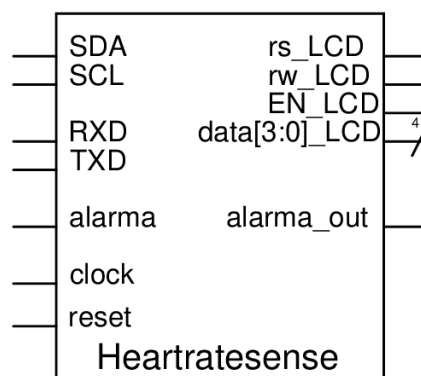 SDA rs_LCD
SCL rw_LCD
EN_LCD
RXD data[3:0]_LCD 4
TXD
alarma alarma_out
clock
reset
Heartratesense